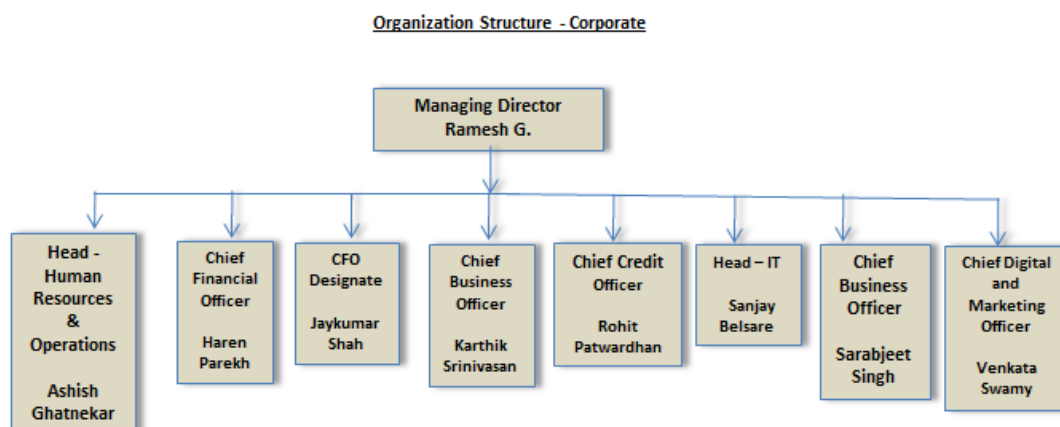 Organization Structure - Corporate
Managing Director
Ramesh G.
Head -
Human
Resources
&
Operations
Ashish
Ghatnekar
Chief
Financial
Officer
Haren
Parekh
CFO
Designate
Jaykumar
Shah
Chief
Business
Officer
Karthik
Srinivasan
Chief Credit
Officer
Rohit
Patwardhan
Head – IT
Sanjay
Belsare
Chief
Business
Officer
Sarabjeet
Singh
Chief Digital
and
Marketing
Officer
Venkata
Swamy